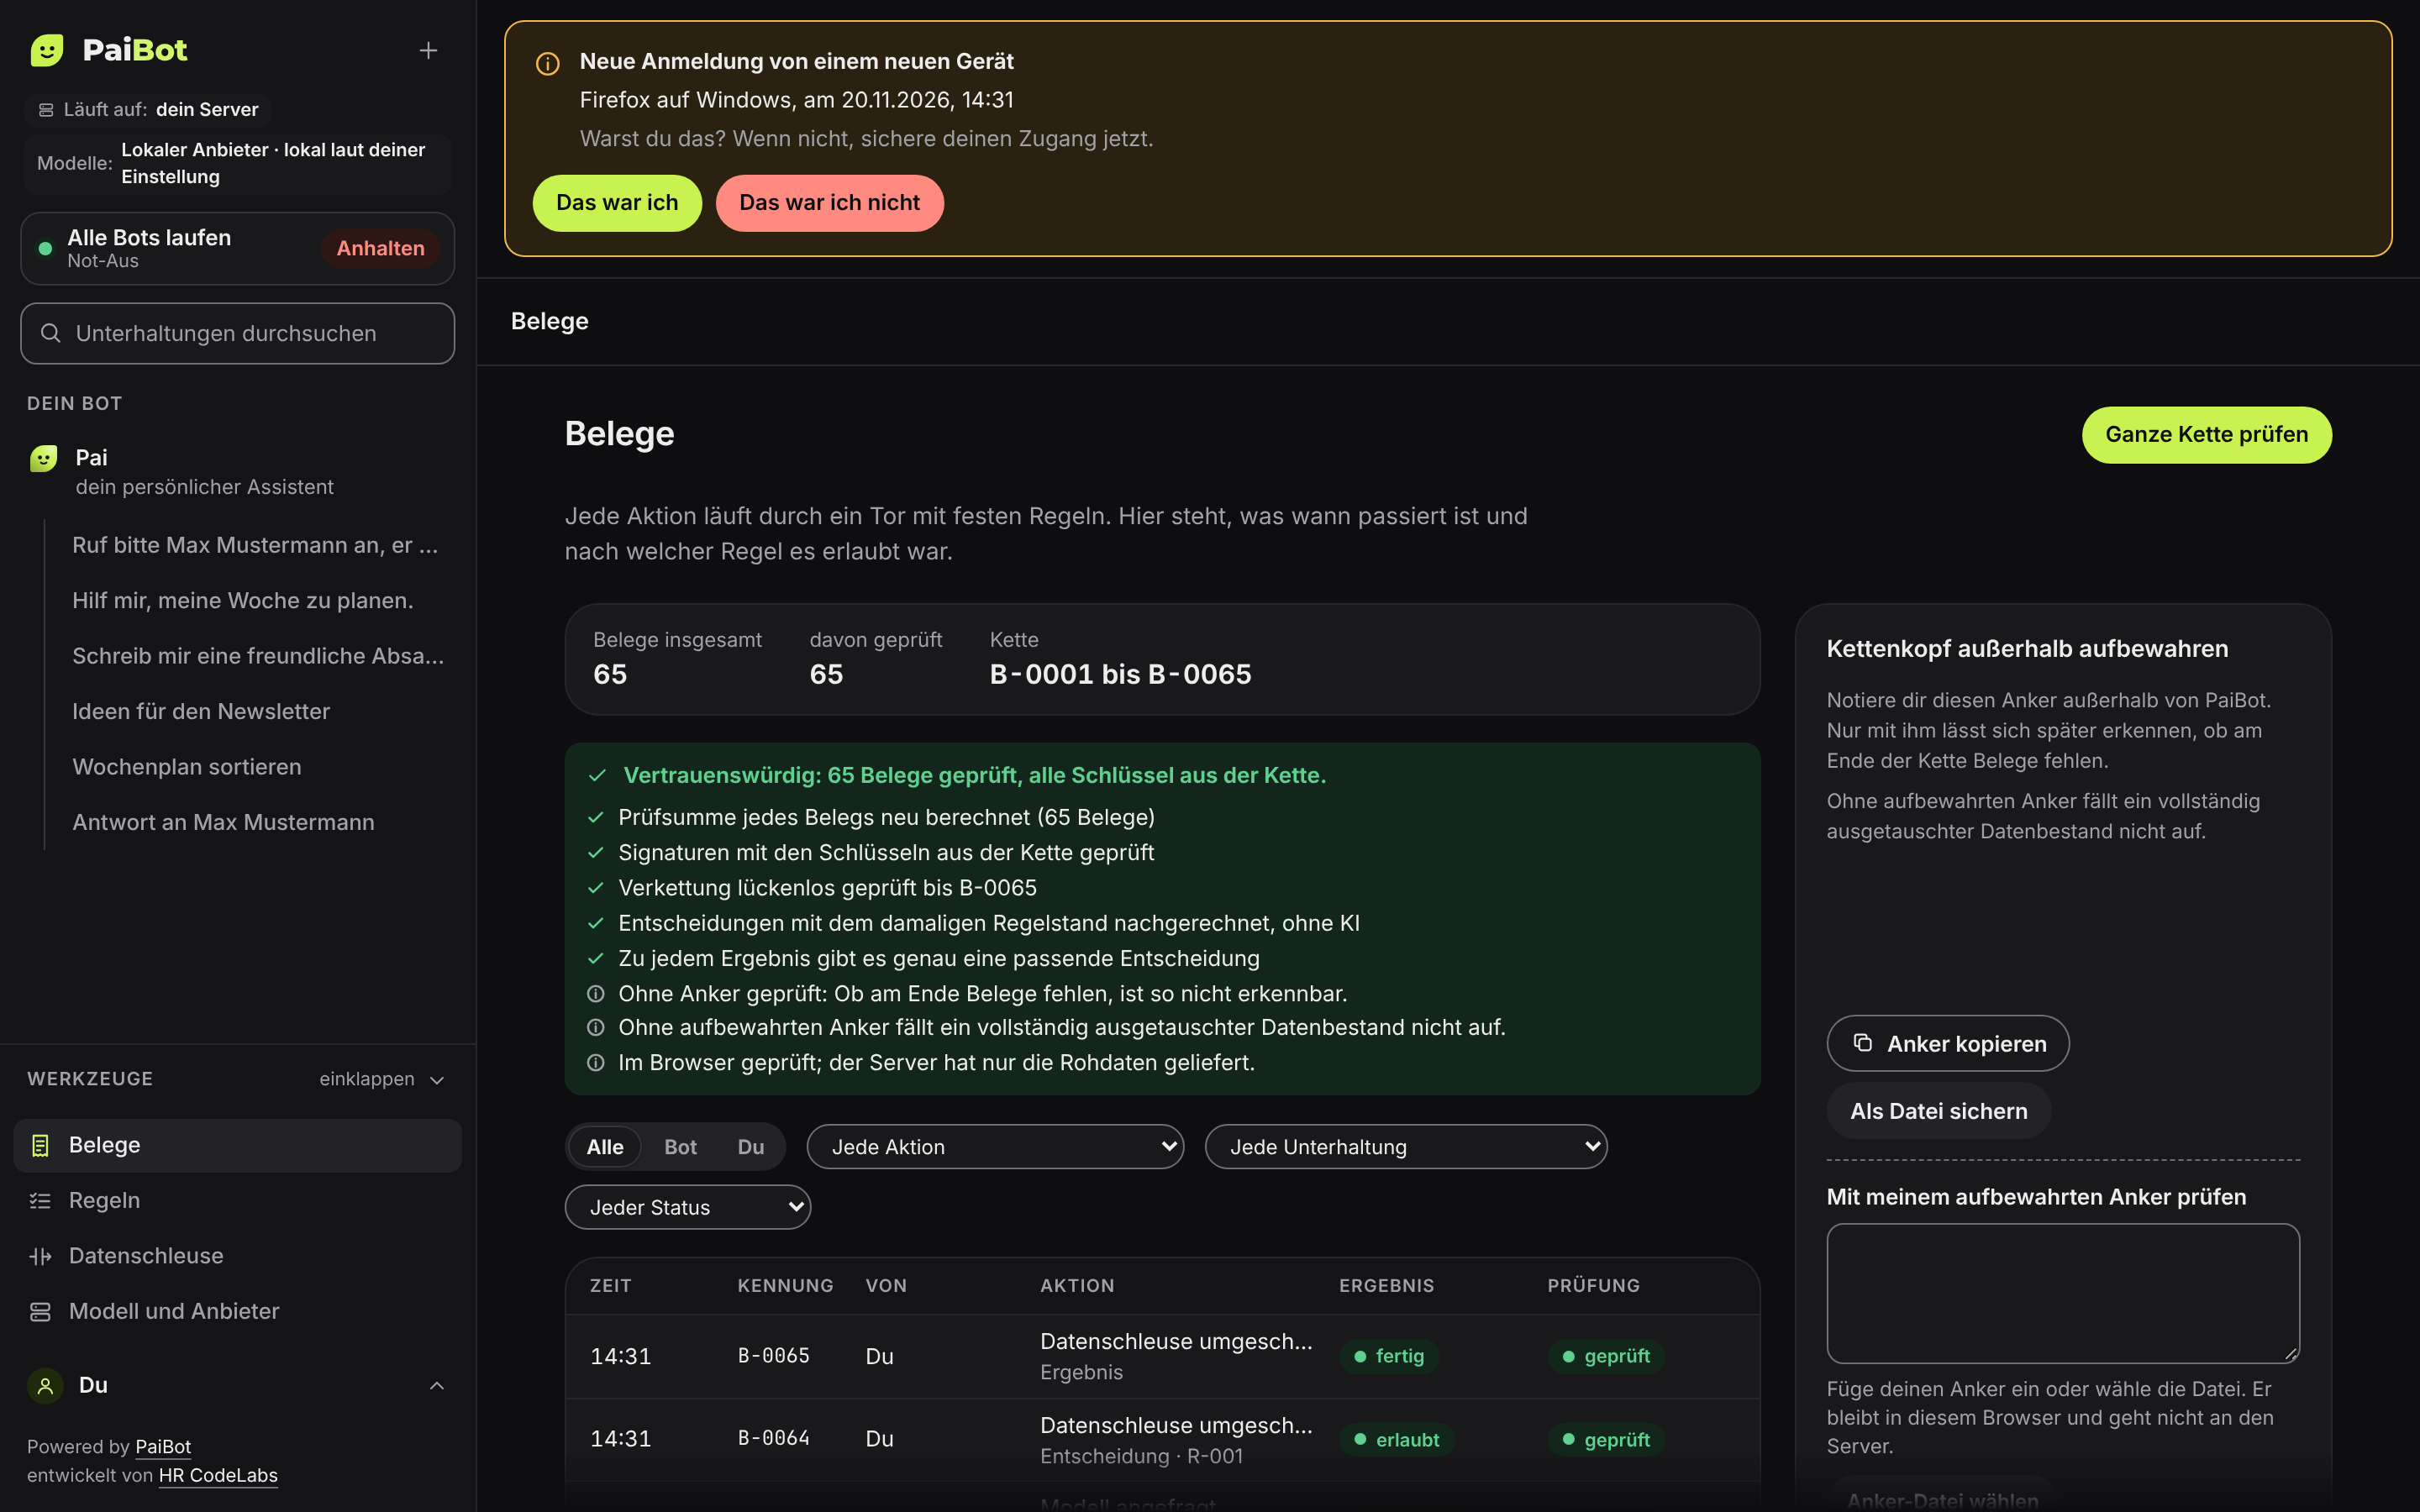 PaiBot
Läuft auf: dein Server
Modelle: Lokaler Anbieter · lokal laut deiner
Einstellung
Alle Bots laufen
Not-Aus
Anhalten
Unterhaltungen durchsuchen
DEIN BOT
Pai
dein persönlicher Assistent
Ruf bitte Max Mustermann an, er ...
Hilf mir, meine Woche zu planen.
Schreib mir eine freundliche Absa...
Ideen für den Newsletter
Wochenplan sortieren
Antwort an Max Mustermann
WERKZEUGE
einklappen
Belege
Regeln
Datenschleuse
Modell und Anbieter
Du
Powered by PaiBot
entwickelt von HR CodeLabs
Neue Anmeldung von einem neuen Gerät
Firefox auf Windows, am 20.11.2026, 14:31
Warst du das? Wenn nicht, sichere deinen Zugang jetzt.
Das war ich
Das war ich nicht
Belege
Belege
Ganze Kette prüfen
Jede Aktion läuft durch ein Tor mit festen Regeln. Hier steht, was wann passiert ist und
nach welcher Regel es erlaubt war.
Belege insgesamt
65
davon geprüft
65
Kette
B-0001 bis B-0065
Vertrauenswürdig: 65 Belege geprüft, alle Schlüssel aus der Kette.
Prüfsumme jedes Belegs neu berechnet (65 Belege)
Signaturen mit den Schlüsseln aus der Kette geprüft
Verkettung lückenlos geprüft bis B-0065
Entscheidungen mit dem damaligen Regelstand nachgerechnet, ohne KI
Zu jedem Ergebnis gibt es genau eine passende Entscheidung
Ohne Anker geprüft: Ob am Ende Belege fehlen, ist so nicht erkennbar.
Ohne aufbewahrten Anker fällt ein vollständig ausgetauschter Datenbestand nicht auf.
Im Browser geprüft; der Server hat nur die Rohdaten geliefert.
Alle Bot Du
Jede Aktion
Jede Unterhaltung
Jeder Status
ZEIT KENNUNG VON AKTION ERGEBNIS PRÜFUNG
14:31 B-0065 Du Datenschleuse umgesch... fertig geprüft
Ergebnis
14:31 B-0064 Du Datenschleuse umgesch... erlaubt geprüft
Entscheidung · R-001
Modell angefragt
Kettenkopf außerhalb aufbewahren
Notiere dir diesen Anker außerhalb von PaiBot.
Nur mit ihm lässt sich später erkennen, ob am
Ende der Kette Belege fehlen.
Ohne aufbewahrten Anker fällt ein vollständig
ausgetauschter Datenbestand nicht auf.
Anker kopieren
Als Datei sichern
Mit meinem aufbewahrten Anker prüfen
Füge deinen Anker ein oder wähle die Datei. Er
bleibt in diesem Browser und geht nicht an den
Server.
Anker-Datei wählen